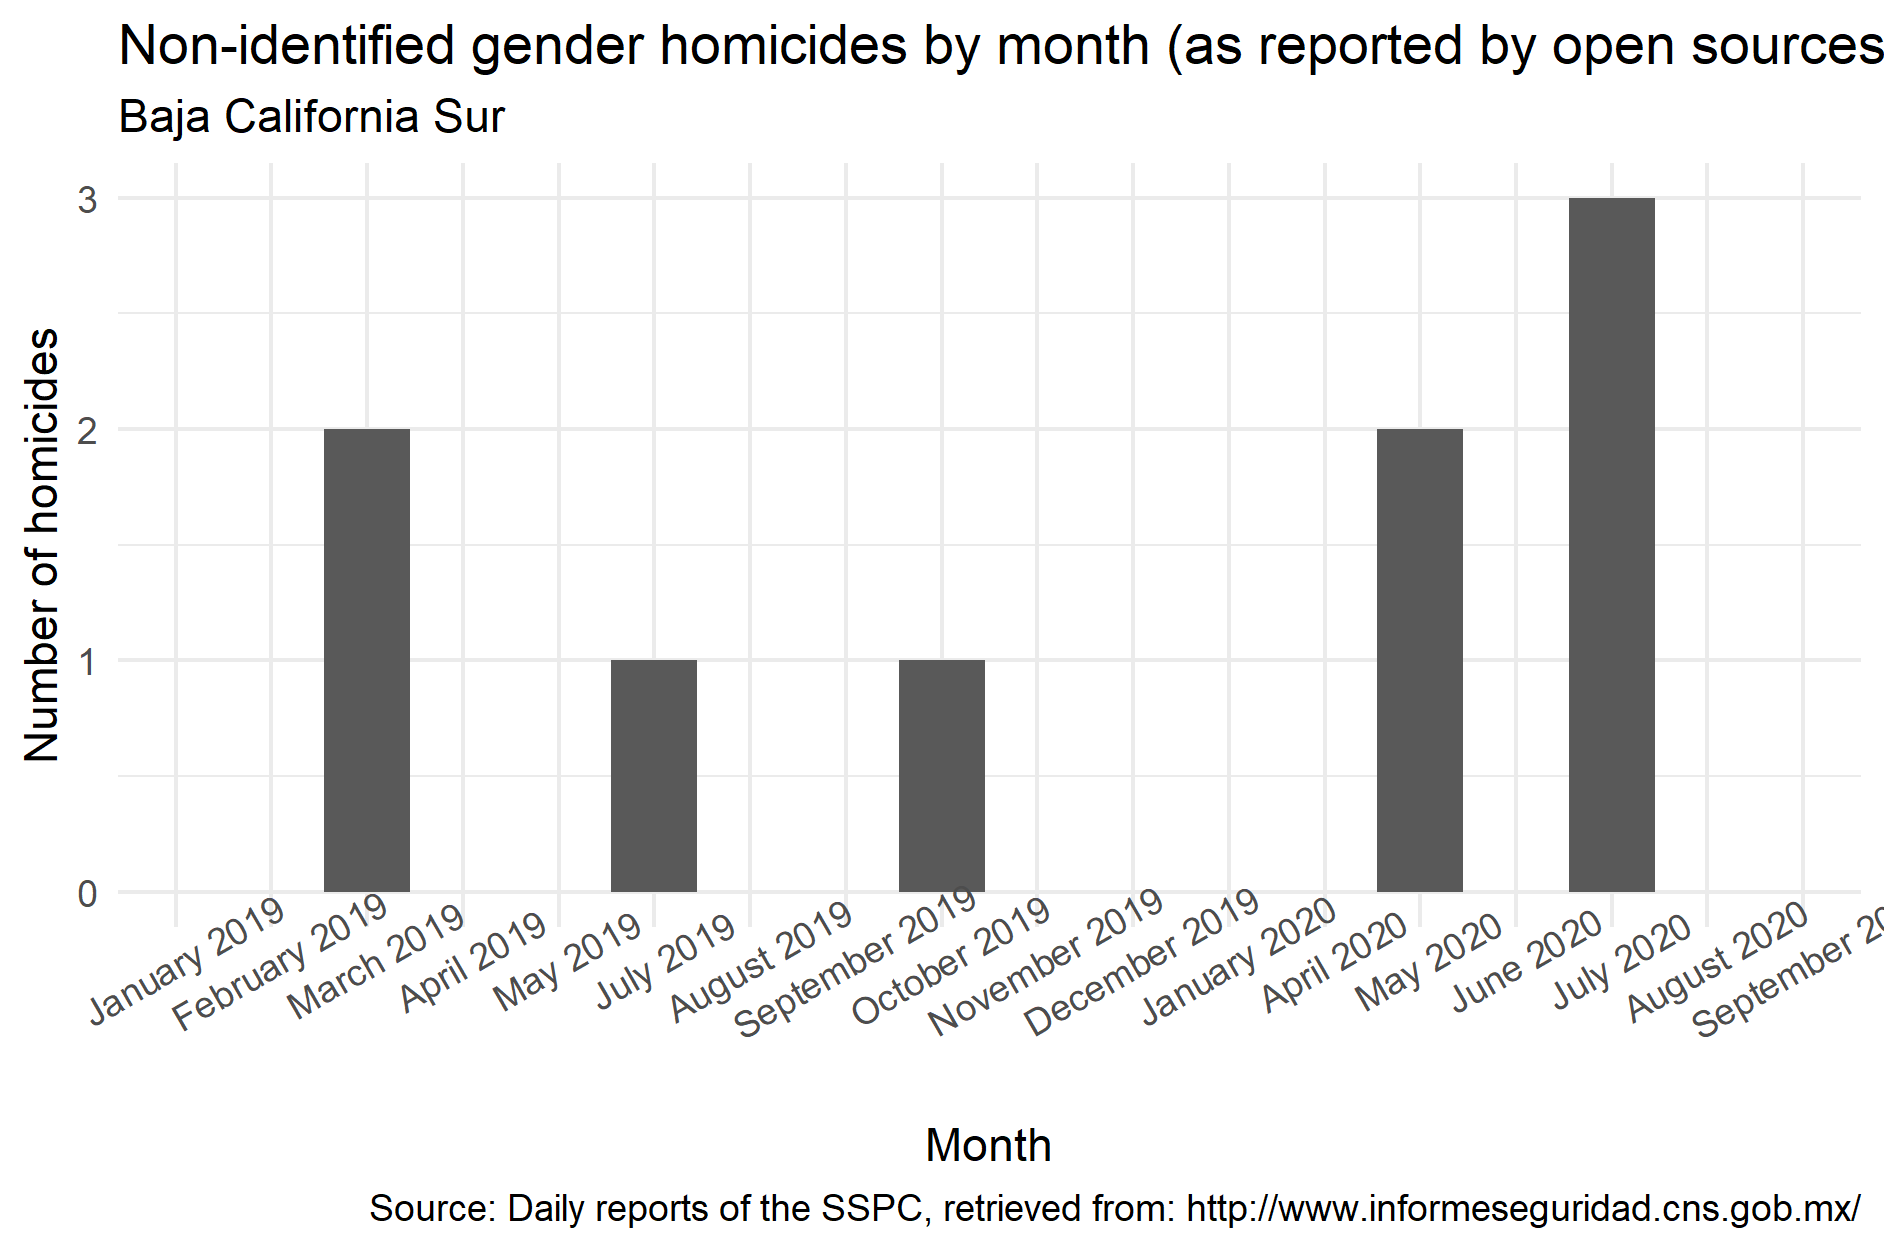 Non-identified gender homicides by month (as reported by open sources
Baja California Sur
Number of homicides
3
2
1
0
January 2019
February 2019
March 2019
April 2019
May 2019
July 2019
August 2019
September 2019
October 2019
November 2019
December 2019
January 2020
April 2020
May 2020
June 2020
July 2020
August 2020
September 20
Month
Source: Daily reports of the SSPC, retrieved from: http://www.informeseguridad.cns.gob.mx/